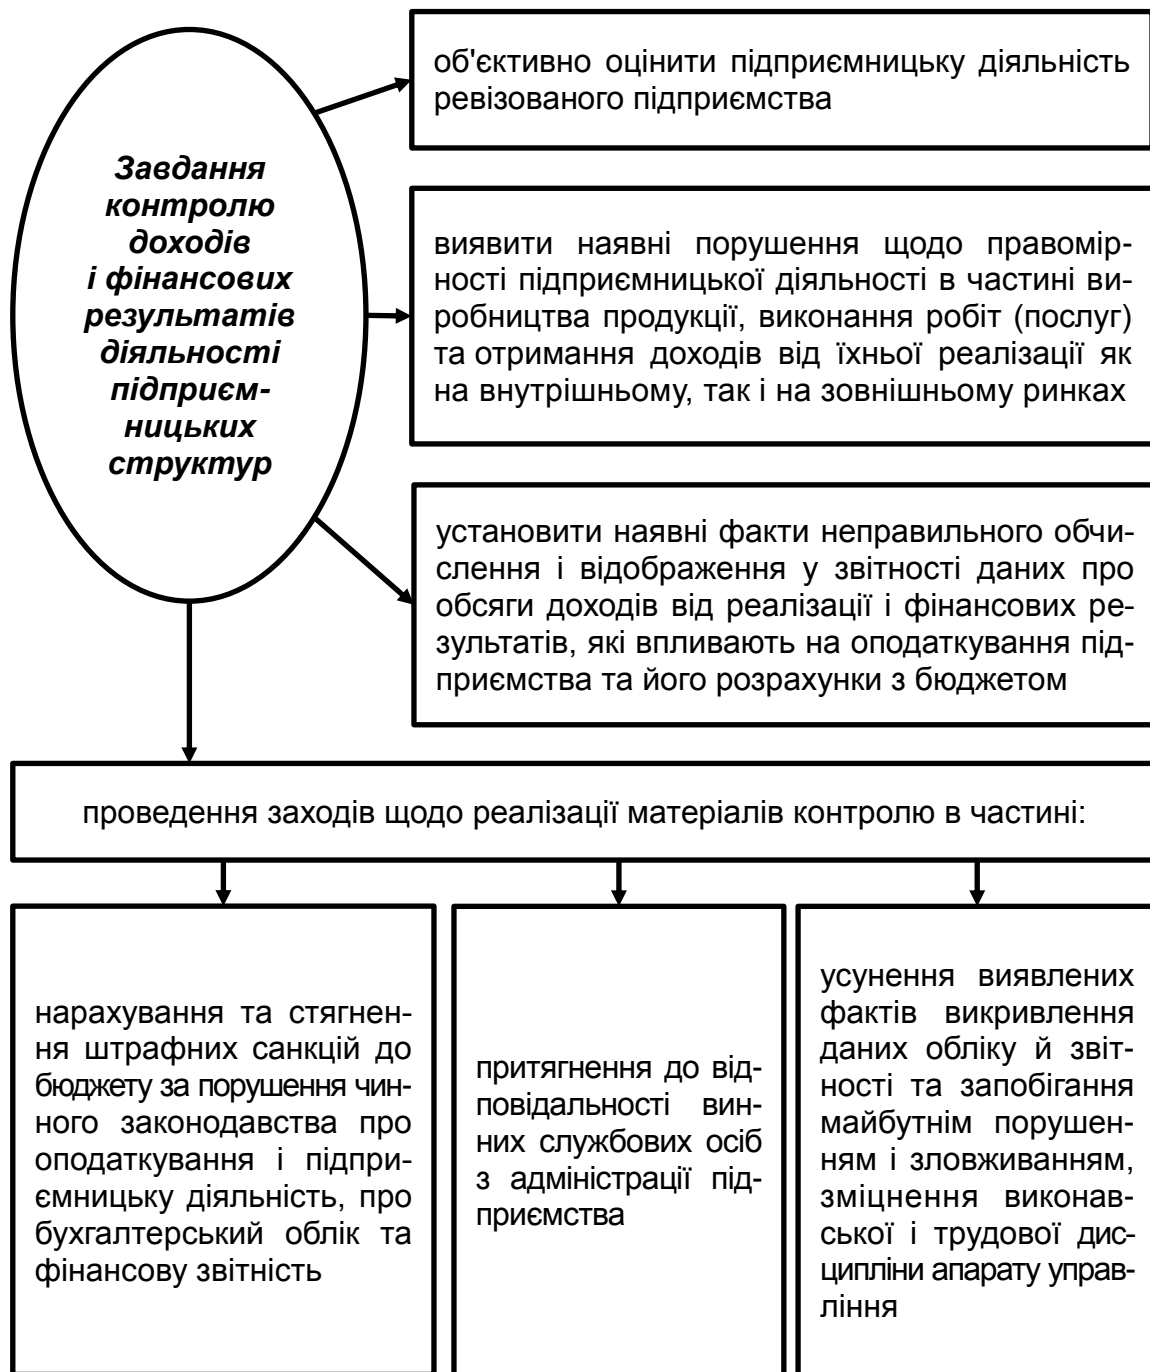 Завдання
контролю
доходів
і фінансових
результатів
діяльності
підприєм-
ницьких
структур
об'єктивно оцінити підприємницьку діяльність
ревізованого підприємства
виявити наявні порушення щодо правомір-
ності підприємницької діяльності в частині ви-
робництва продукції, виконання робіт (послуг)
та отримання доходів від їхньої реалізації як
на внутрішньому, так і на зовнішньому ринках
установити наявні факти неправильного обчи-
слення і відображення у звітності даних про
обсяги доходів від реалізації і фінансових ре-
зультатів, які впливають на оподаткування під-
приємства та його розрахунки з бюджетом
проведення заходів щодо реалізації матеріалів контролю в частині:
нарахування та стягнен-
ня штрафних санкцій до
бюджету за порушення чин-
ного законодавства про
оподаткування і підпри-
ємницьку діяльність, про
бухгалтерський облік та
фінансову звітність
притягнення до від-
повідальності вин-
них службових осіб
з адміністрації під-
приємства
усунення виявлених
фактів викривлення
даних обліку й звіт-
ності та запобігання
майбутнім порушен-
ням і зловживанням,
зміцнення виконав-
ської і трудової дис-
ципліни апарату управ-
ління